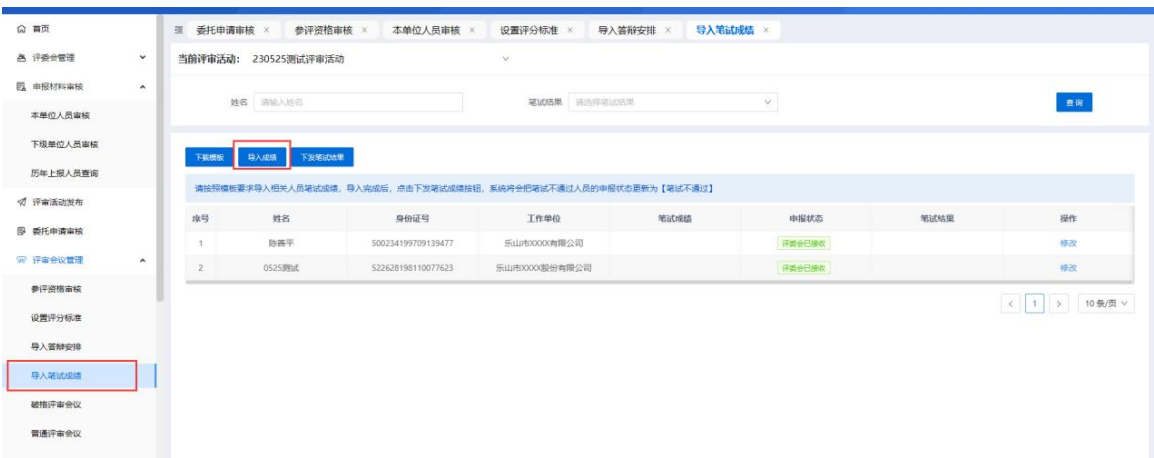 首页
委托申请审核 × 参评资格审核 × 本单位人员审核 × 设置评分标准 × 导入答辩安排 × 导入笔试成绩 ×
评委会管理
当前评审活动: 230525测试评审活动
申报材料审核
姓名 请输入姓名 笔试结果 请选择笔试结果 查询
本单位人员审核
下级单位人员审核
下载模板 导入成绩 下发笔试结果
历年上报人员查询
请按照模板要求导入相关人员笔试成绩，导入完成后，点击下发笔试成绩按钮，系统将会把笔试不通过人员的申报状态更新为【笔试不通过】
评审活动发布
序号 姓名 身份证号 工作单位 笔试成绩 申报状态 笔试结果 操作
委托申请审核
1 陈善平 500234199709139477 乐山市XXXX有限公司 评委会已接收 修改
评审会议管理
2 0525测试 522628198110077623 乐山市XXXX股份有限公司 评委会已接收 修改
参评资格审核
< 1 > 10 条/页
设置评分标准
导入答辩安排
导入笔试成绩
破格评审会议
普通评审会议